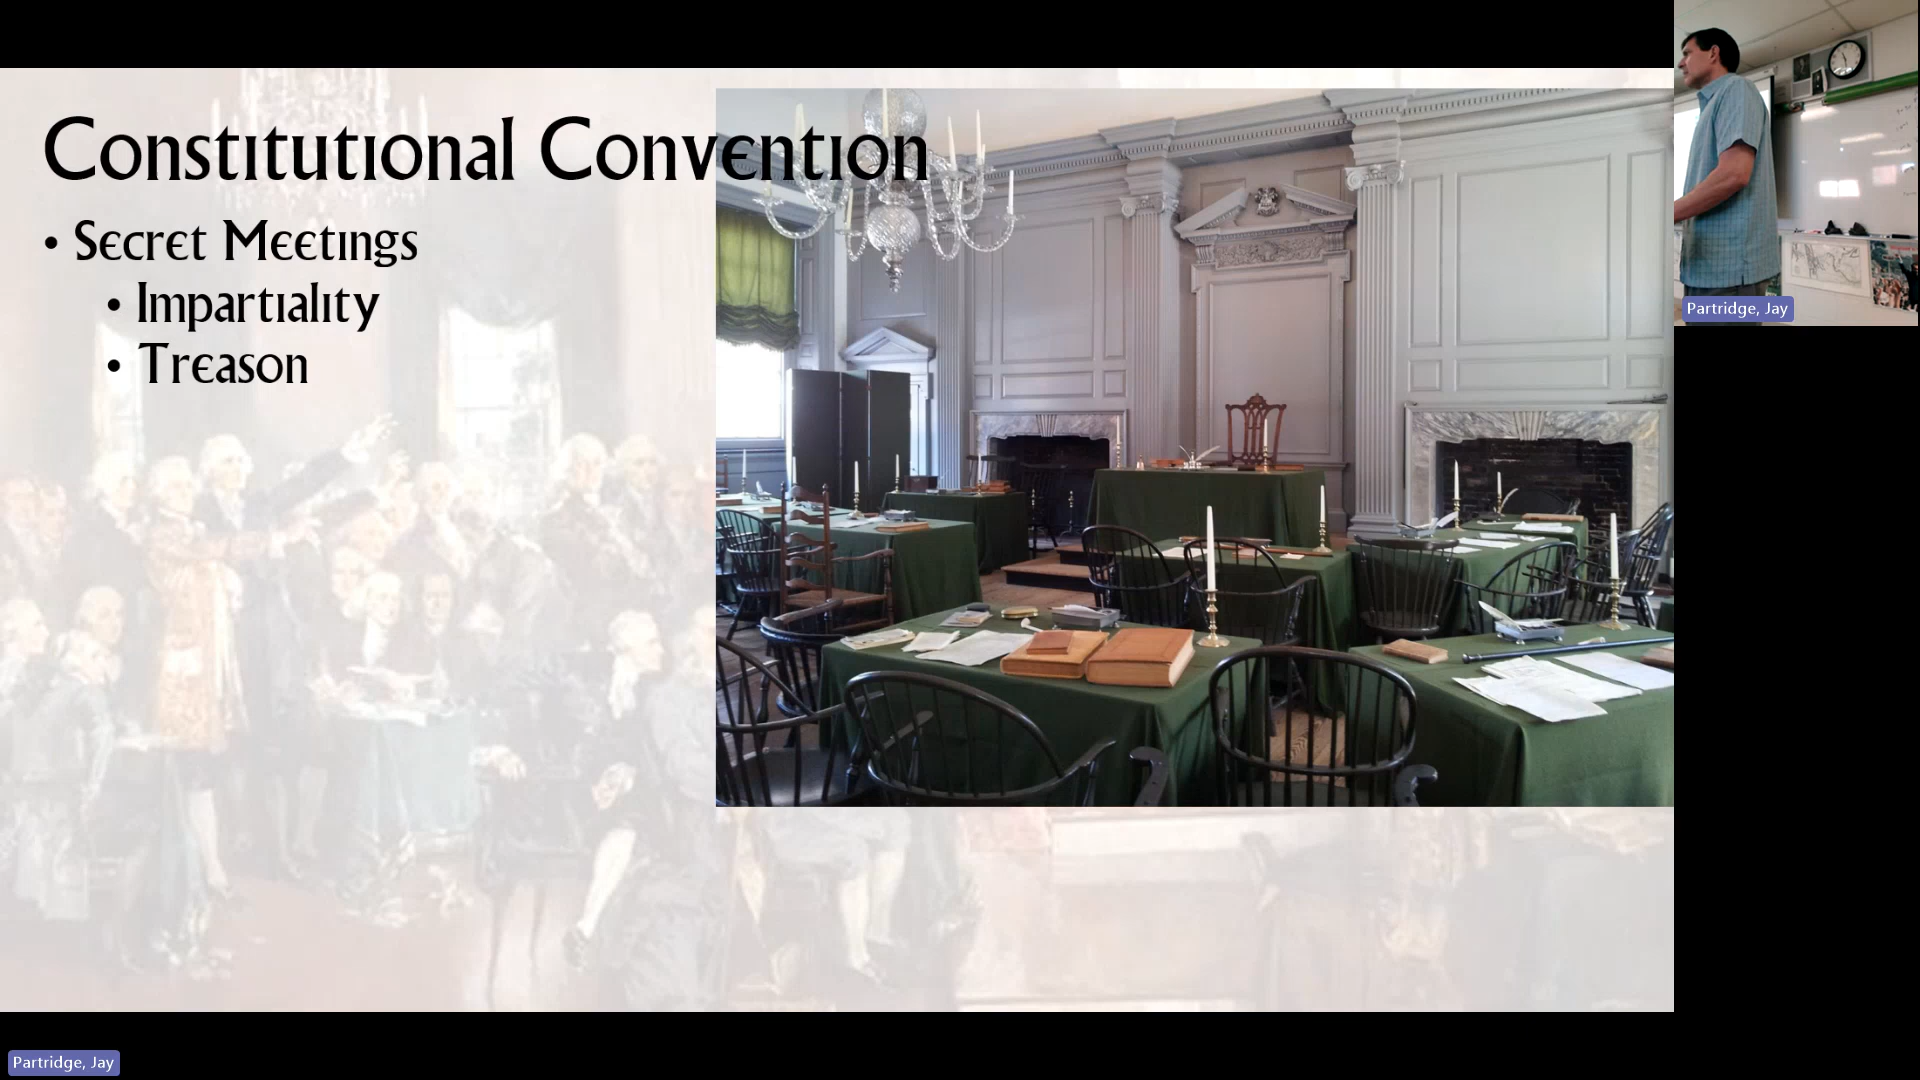 Constitutional Convention
• Secret Meetings
• Impartiality
• Treason
Partridge, Jay
Partridge, Jay